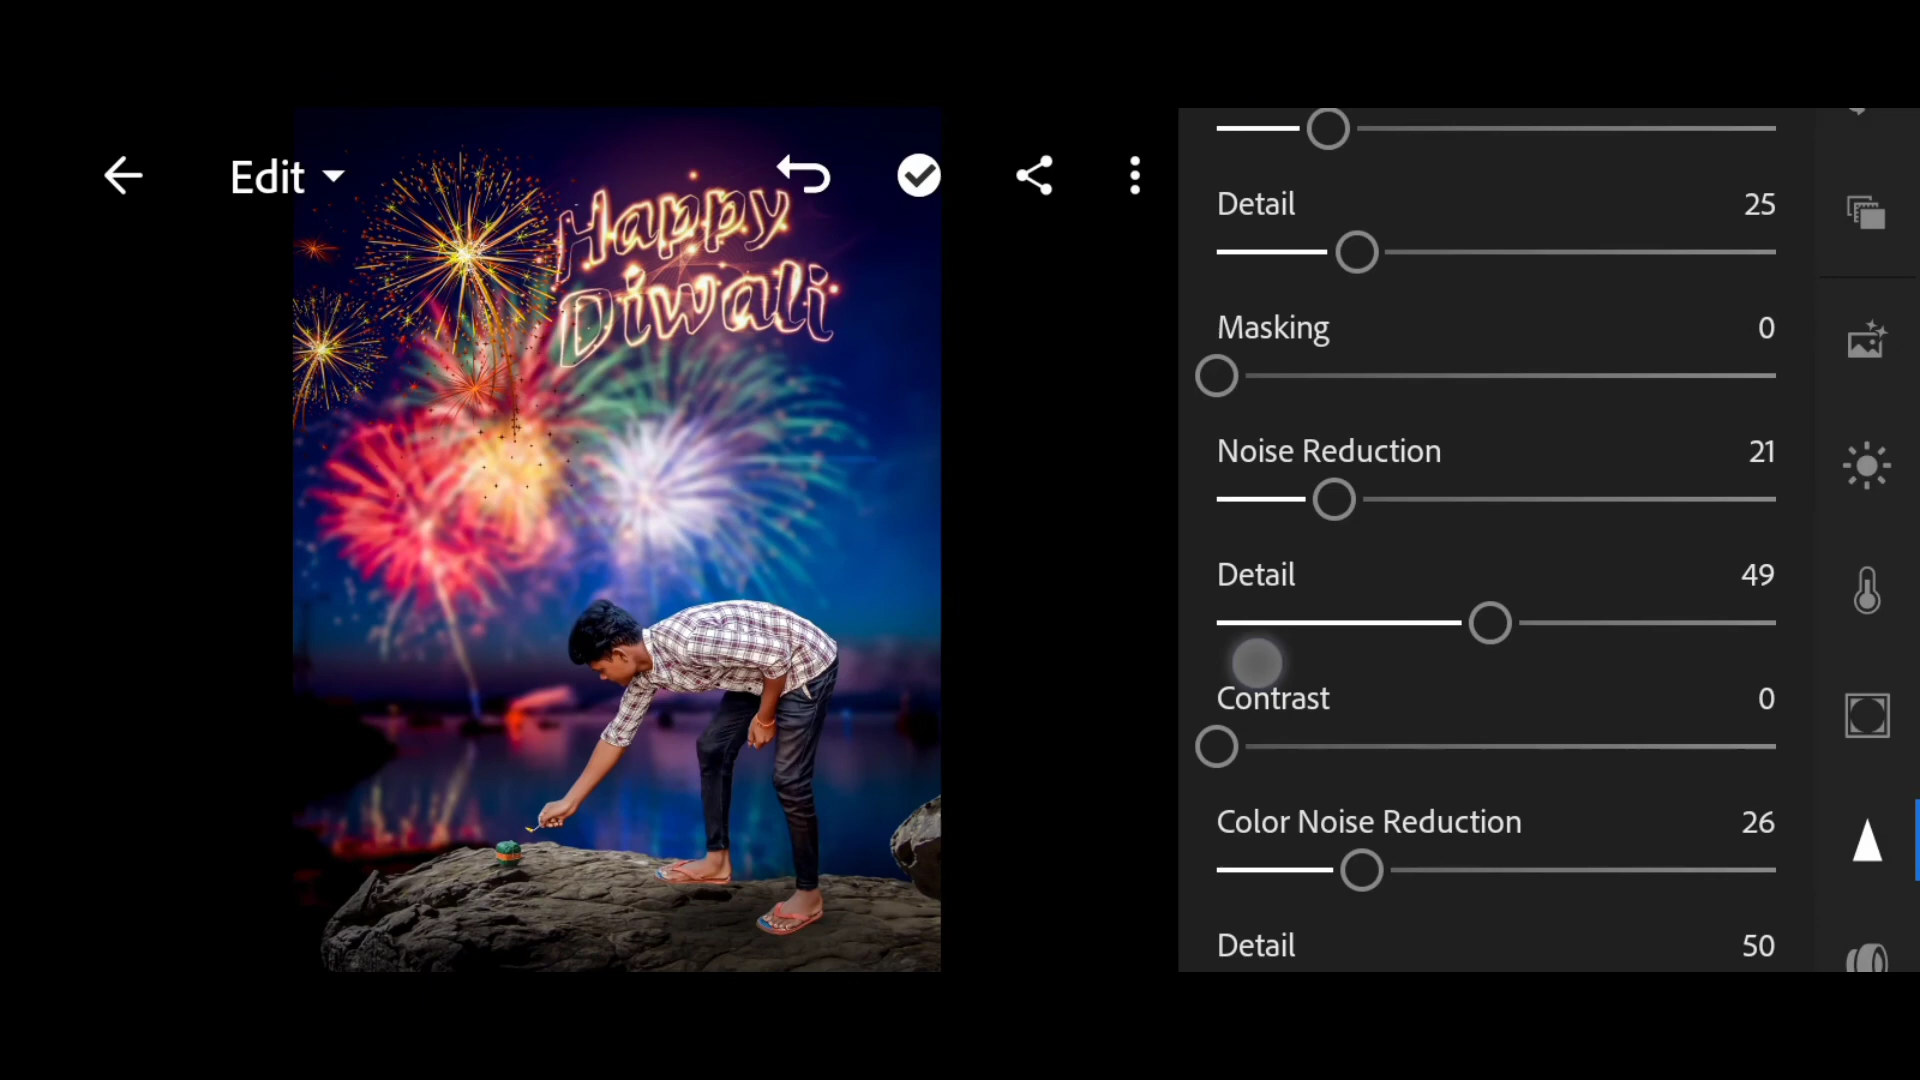 Edit
Happy
Diwali
Detail 25
Masking 0
Noise Reduction 21
Detail 49
Contrast 0
Color Noise Reduction 26
Detail 50